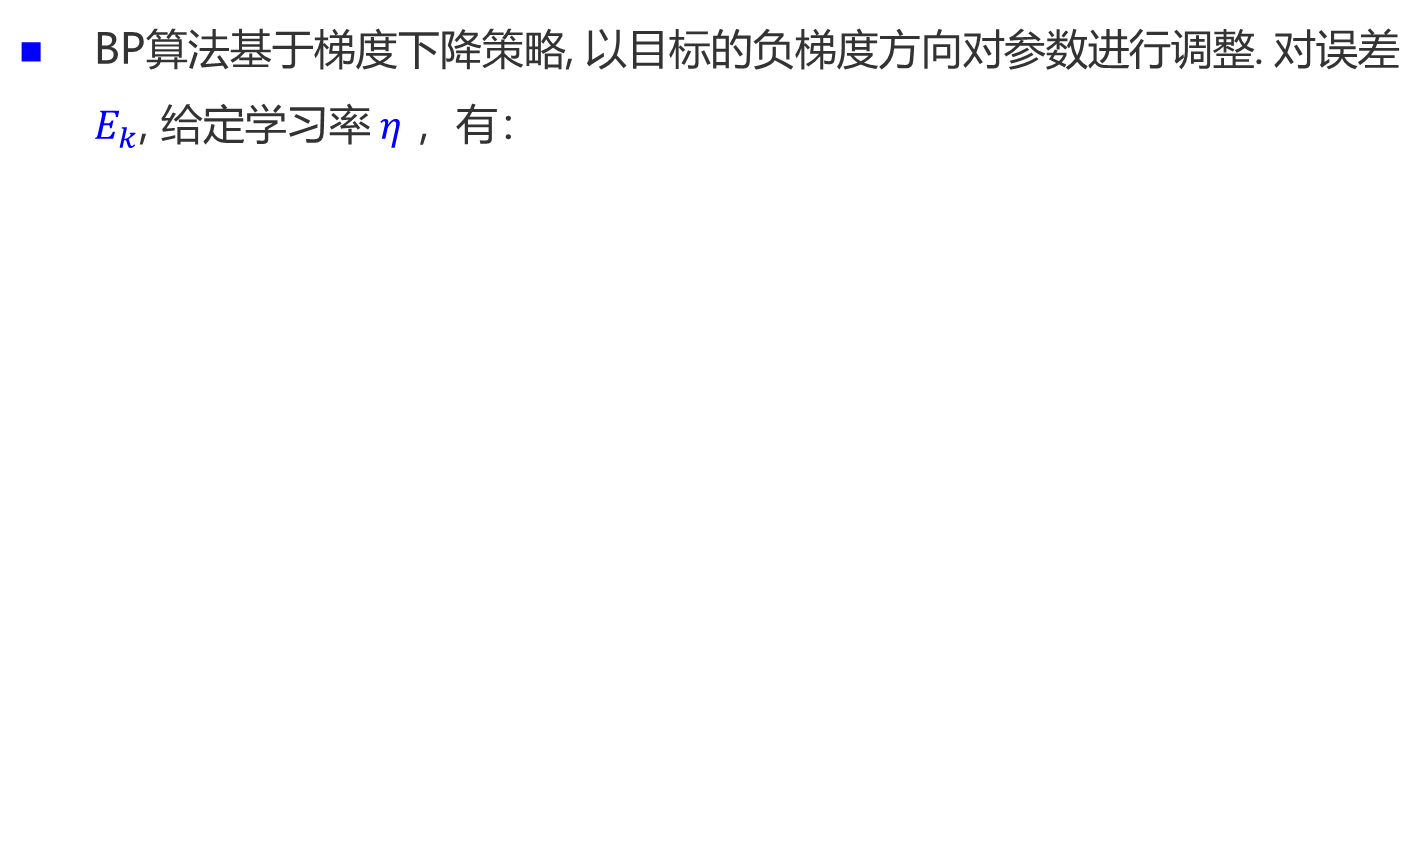 BP算法基于梯度下降策略, 以目标的负梯度方向对参数进行调整. 对误差
E_k, 给定学习率 η ，有：